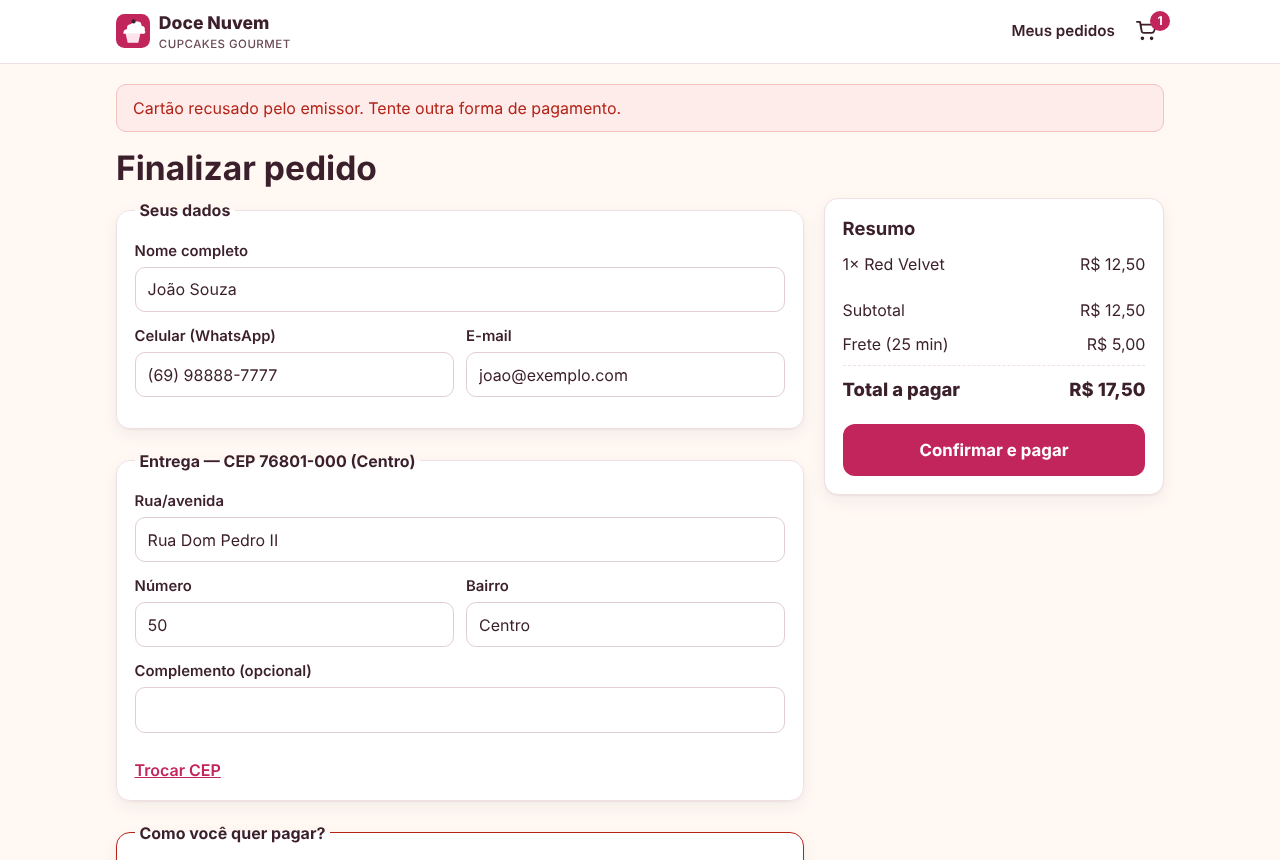 Doce Nuvem
CUPCAKES GOURMET
Meus pedidos
1
Cartão recusado pelo emissor. Tente outra forma de pagamento.
Finalizar pedido
Seus dados
Nome completo
João Souza
Celular (WhatsApp)
E-mail
(69) 98888-7777
joao@exemplo.com
Entrega — CEP 76801-000 (Centro)
Rua/avenida
Rua Dom Pedro II
Número
Bairro
50
Centro
Complemento (opcional)
Trocar CEP
Como você quer pagar?
Resumo
1× Red Velvet R$ 12,50
Subtotal R$ 12,50
Frete (25 min) R$ 5,00
Total a pagar R$ 17,50
Confirmar e pagar